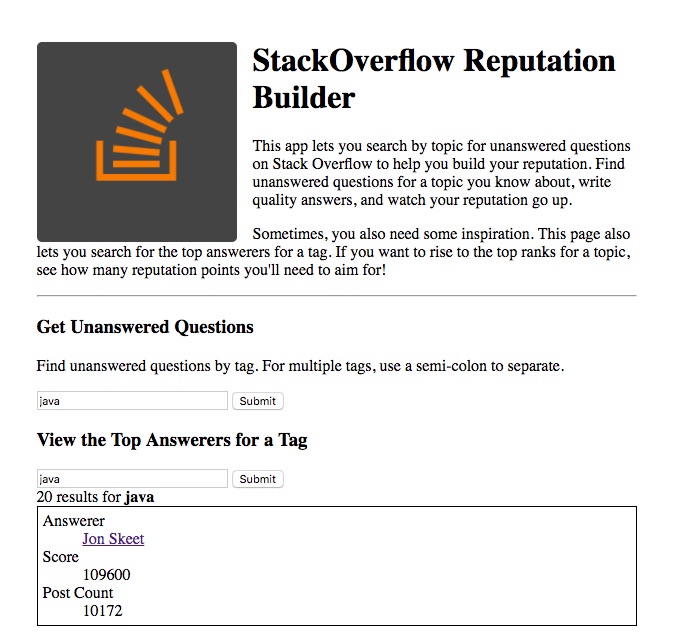 StackOverflow Reputation
Builder
This app lets you search by topic for unanswered questions
on Stack Overflow to help you build your reputation. Find
unanswered questions for a topic you know about, write
quality answers, and watch your reputation go up.
Sometimes, you also need some inspiration. This page also
lets you search for the top answerers for a tag. If you want to rise to the top ranks for a topic,
see how many reputation points you'll need to aim for!
Get Unanswered Questions
Find unanswered questions by tag. For multiple tags, use a semi-colon to separate.
java Submit
View the Top Answerers for a Tag
java Submit
20 results for java
Answerer
Jon Skeet
Score
109600
Post Count
10172